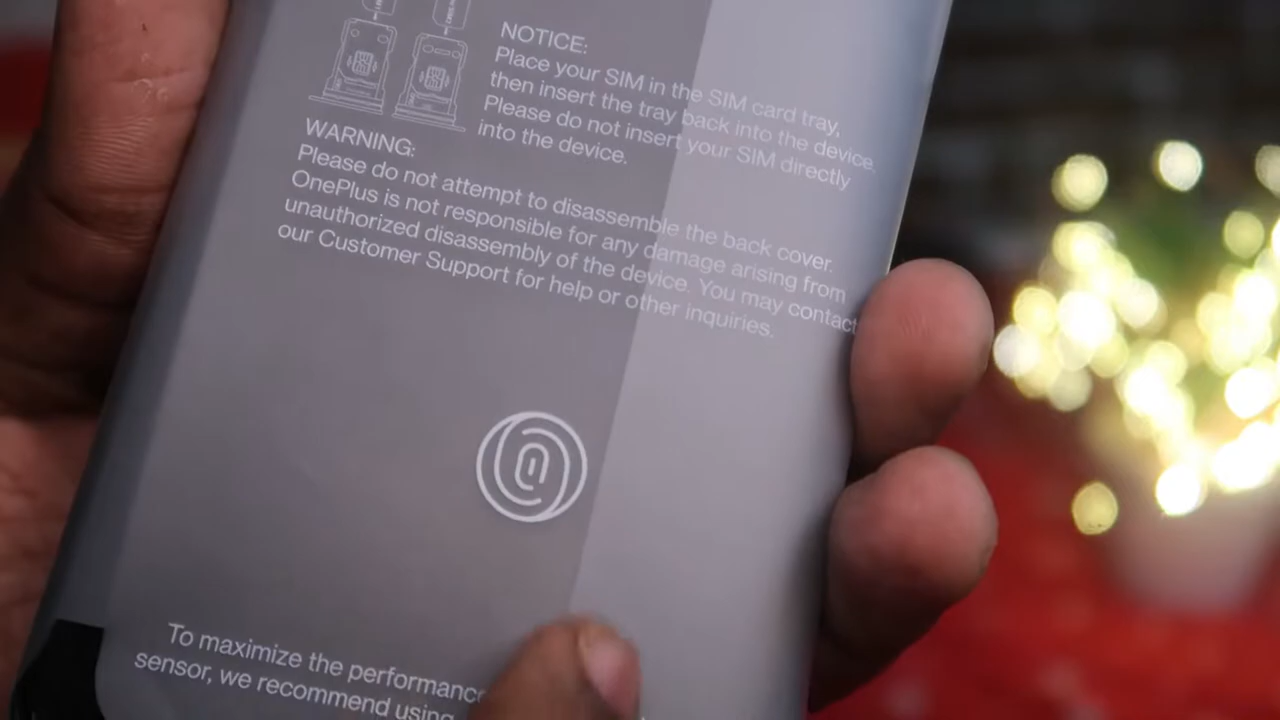 NOTICE:
Place your SIM in the SIM card tray,
then insert the tray back into the device.
Please do not insert your SIM directly
into the device.
WARNING:
Please do not attempt to disassemble the back cover.
OnePlus is not responsible for any damage arising from
unauthorized disassembly of the device. You may contact
our Customer Support for help or other inquiries.
To maximize the performance
sensor, we recommend using